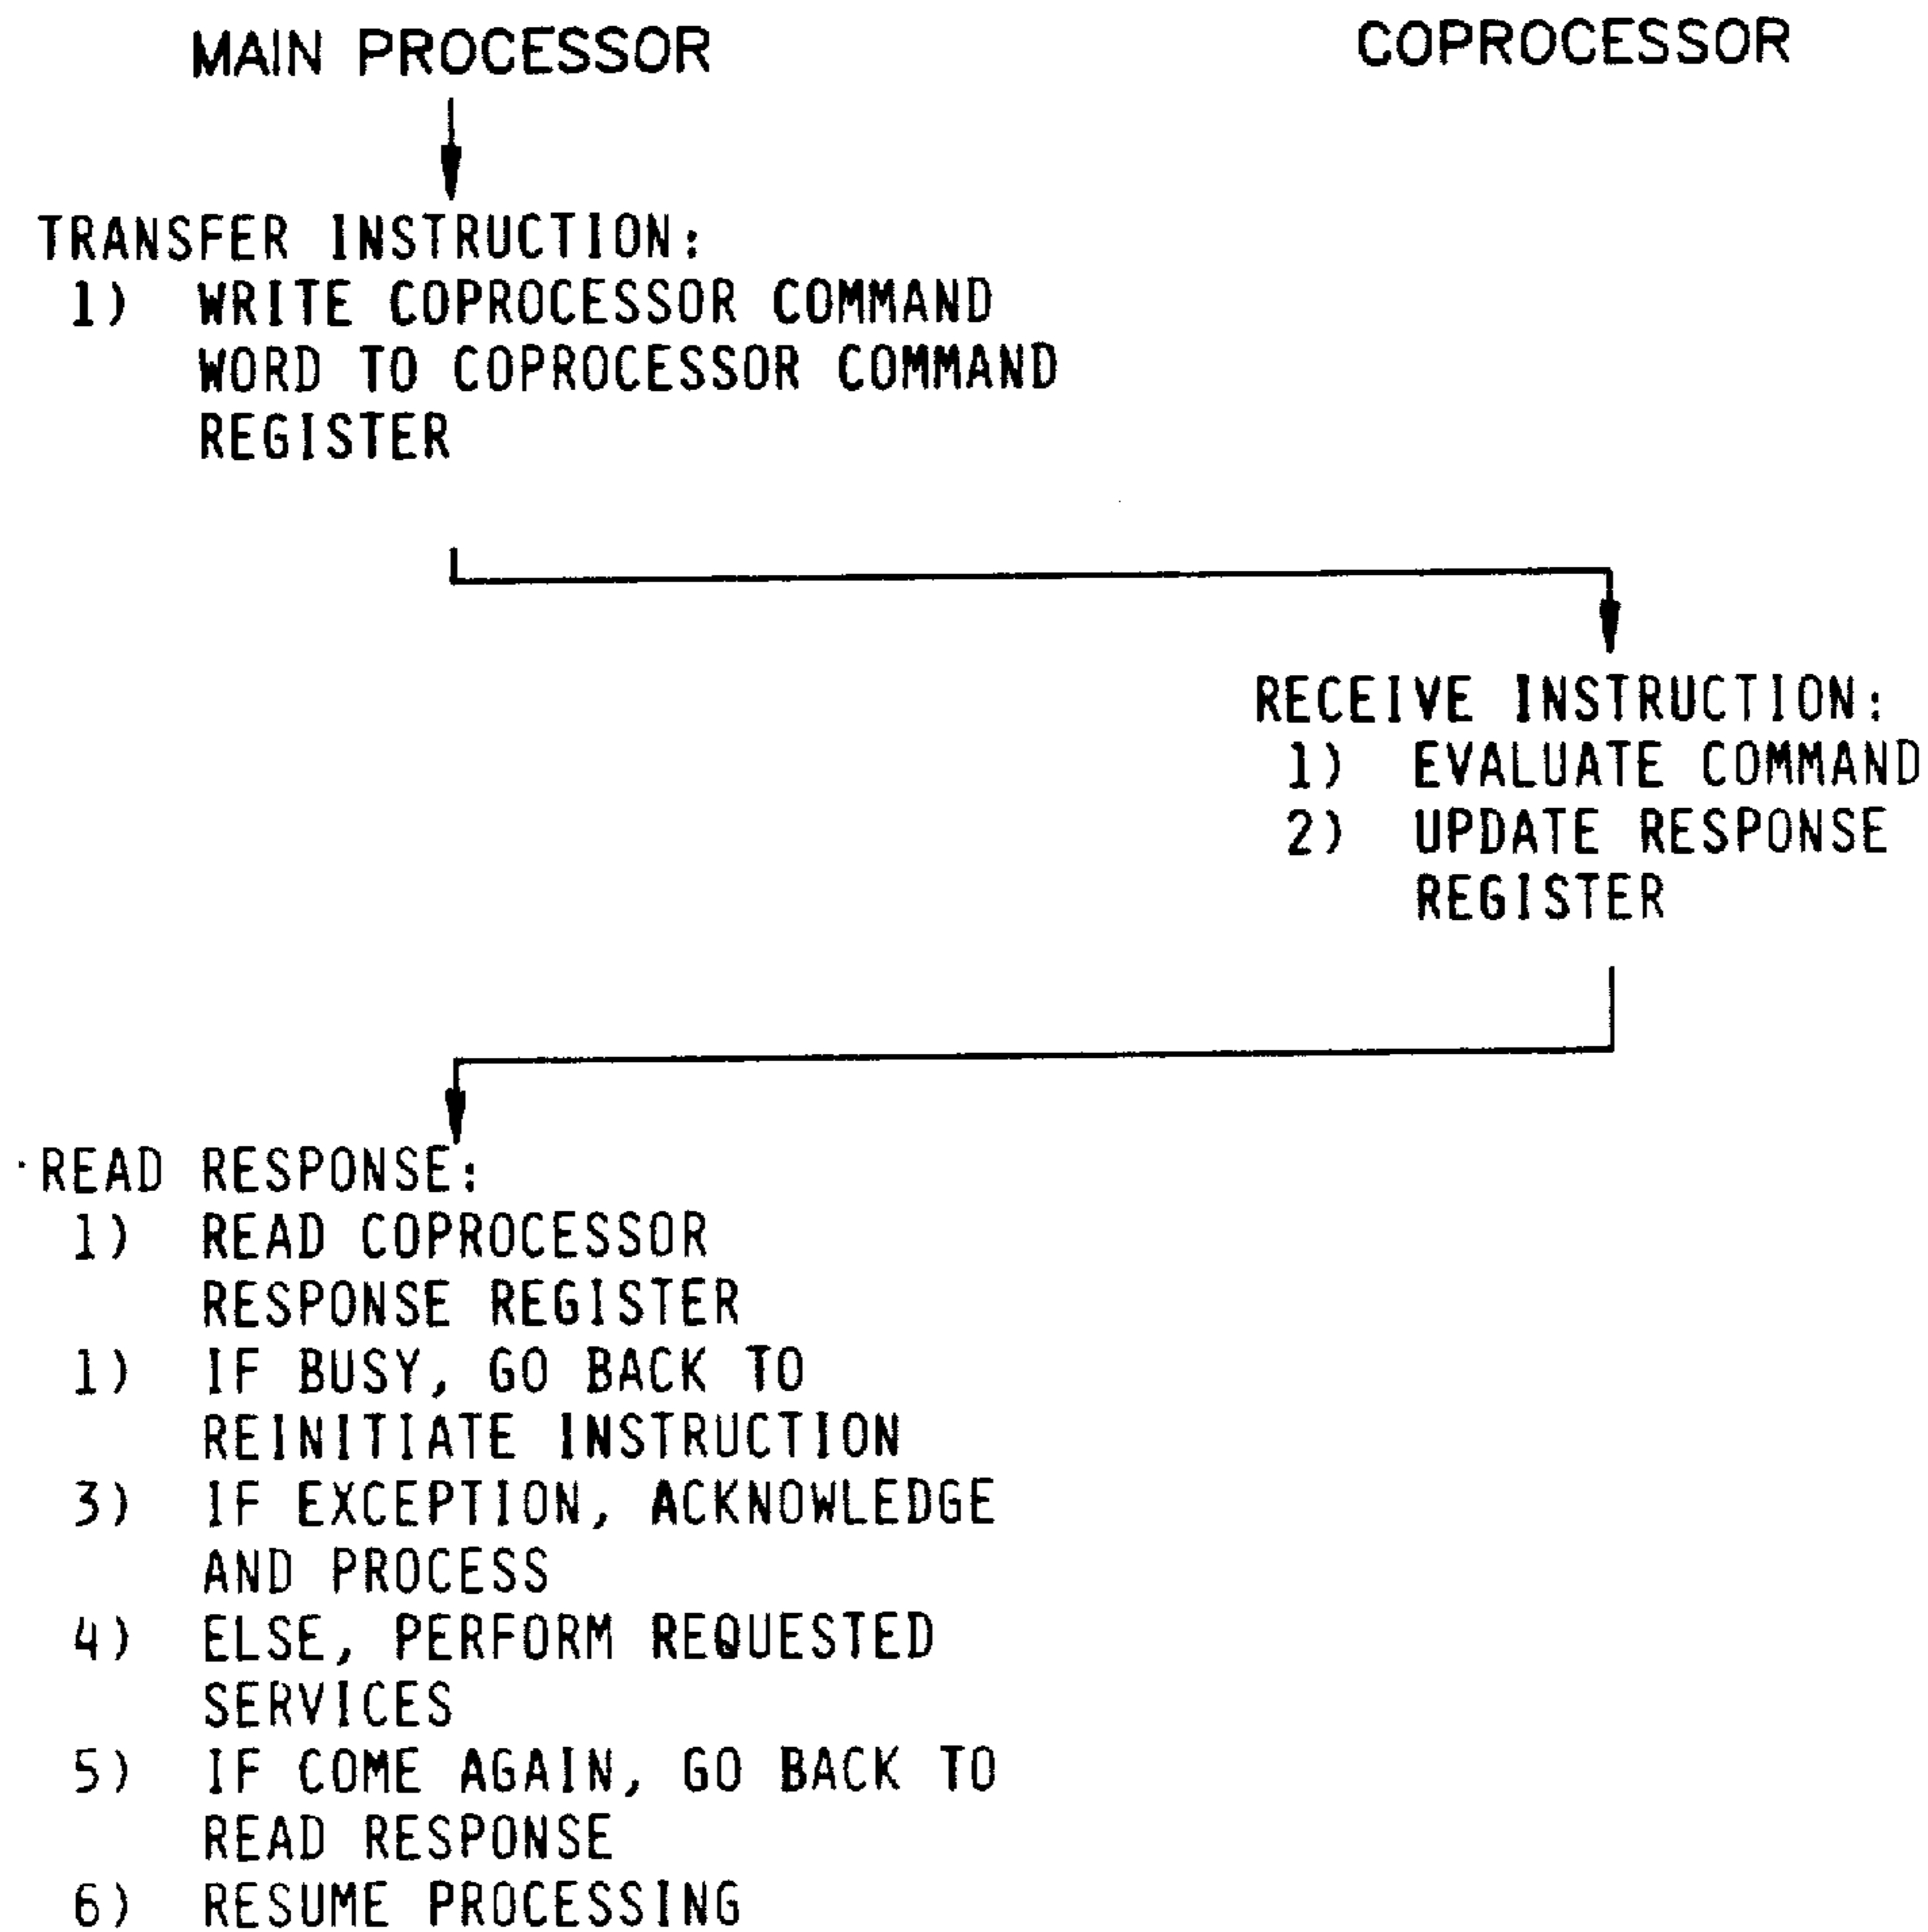 MAIN PROCESSOR
COPROCESSOR
TRANSFER INSTRUCTION:
1) WRITE COPROCESSOR COMMAND
WORD TO COPROCESSOR COMMAND
REGISTER
RECEIVE INSTRUCTION:
1) EVALUATE COMMAND
2) UPDATE RESPONSE
REGISTER
READ RESPONSE:
1) READ COPROCESSOR
RESPONSE REGISTER
1) IF BUSY, GO BACK TO
REINITIATE INSTRUCTION
3) IF EXCEPTION, ACKNOWLEDGE
AND PROCESS
4) ELSE, PERFORM REQUESTED
SERVICES
5) IF COME AGAIN, GO BACK TO
READ RESPONSE
6) RESUME PROCESSING